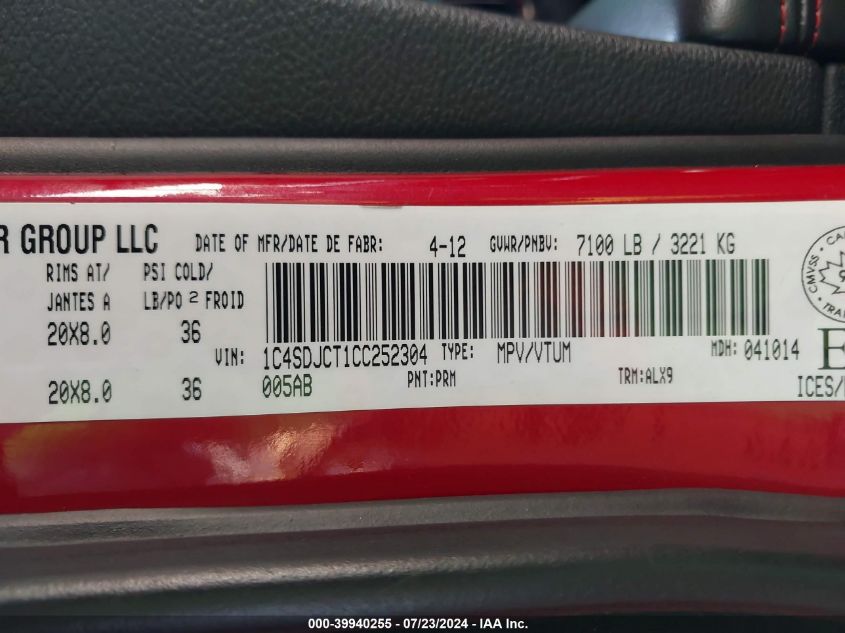 R GROUP LLC DATE OF MFR/DATE DE FABR: 4-12 GVWR/PNBV: 7100 LB / 3221 KG
RIMS AT/ PSI COLD/
JANTES A LB/PO 2 FROID
20X8.0 36
VIN: 1C4SDJCT1CC252304 TYPE: MPV/VTUM MDH: 041014
20X8.0 36 005AB PNT:PRM TRM:ALX9 ICES/
CMVSS
000-39940255 - 07/23/2024 - IAA Inc.